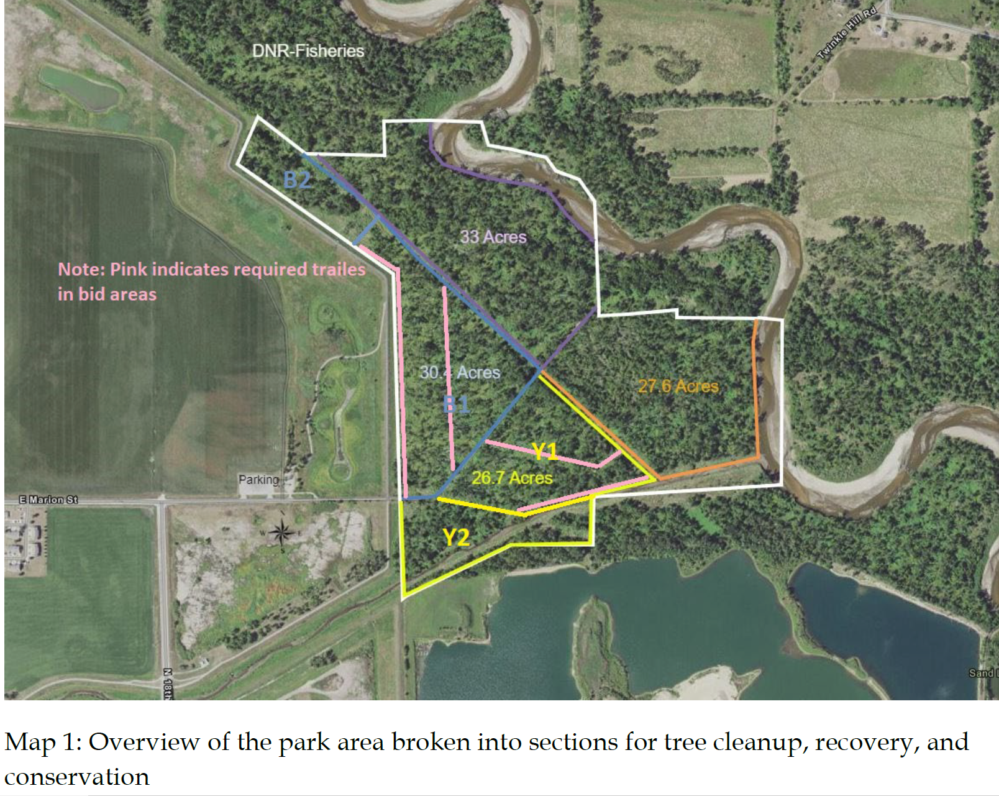 DNR-Fisheries
Twinkle Hill Rd
B2
33 Acres
Note: Pink indicates required trailes
in bid areas
30.4 Acres
B1
27.6 Acres
Y1
26.7 Acres
Parking
E Marion St
N
W E
S
Y2
N 18th
Sand
Map 1: Overview of the park area broken into sections for tree cleanup, recovery, and
conservation